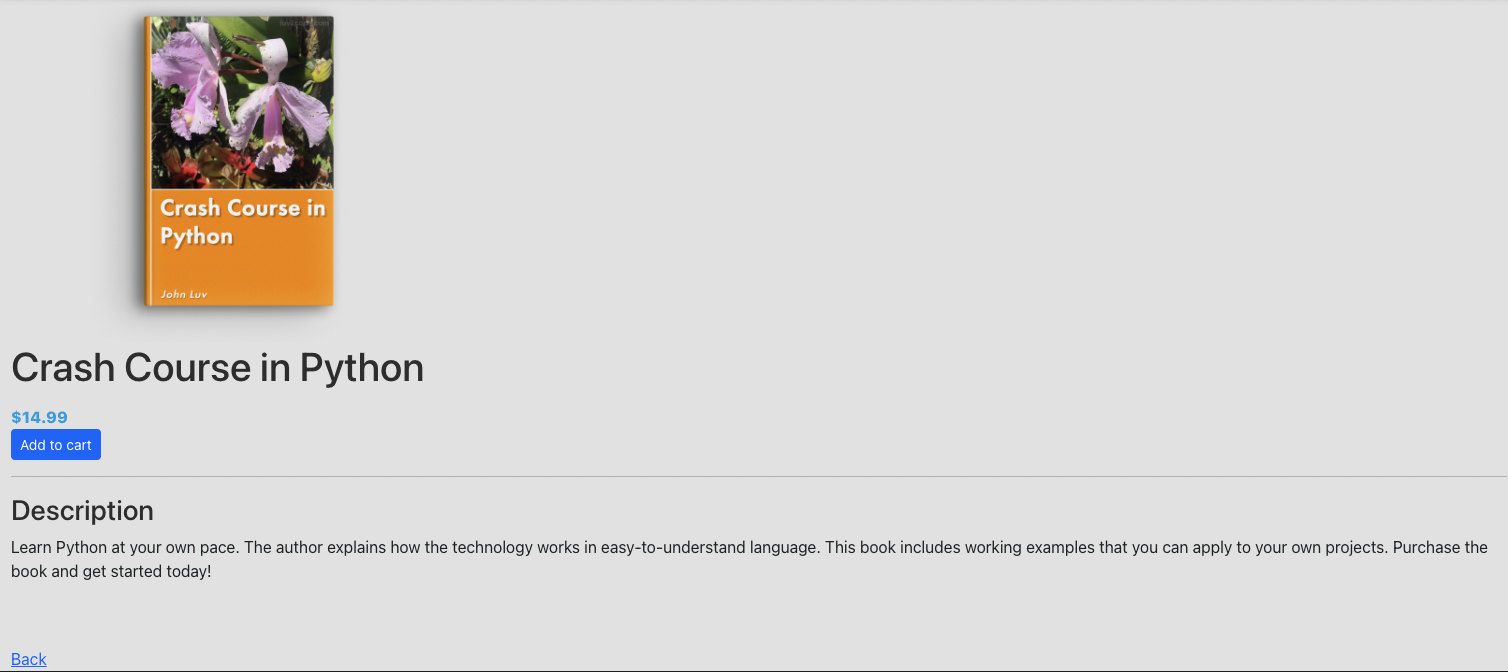 Crash Course in
Python
John Luv
Crash Course in Python
$14.99
Add to cart
Description
Learn Python at your own pace. The author explains how the technology works in easy-to-understand language. This book includes working examples that you can apply to your own projects. Purchase the
book and get started today!
Back